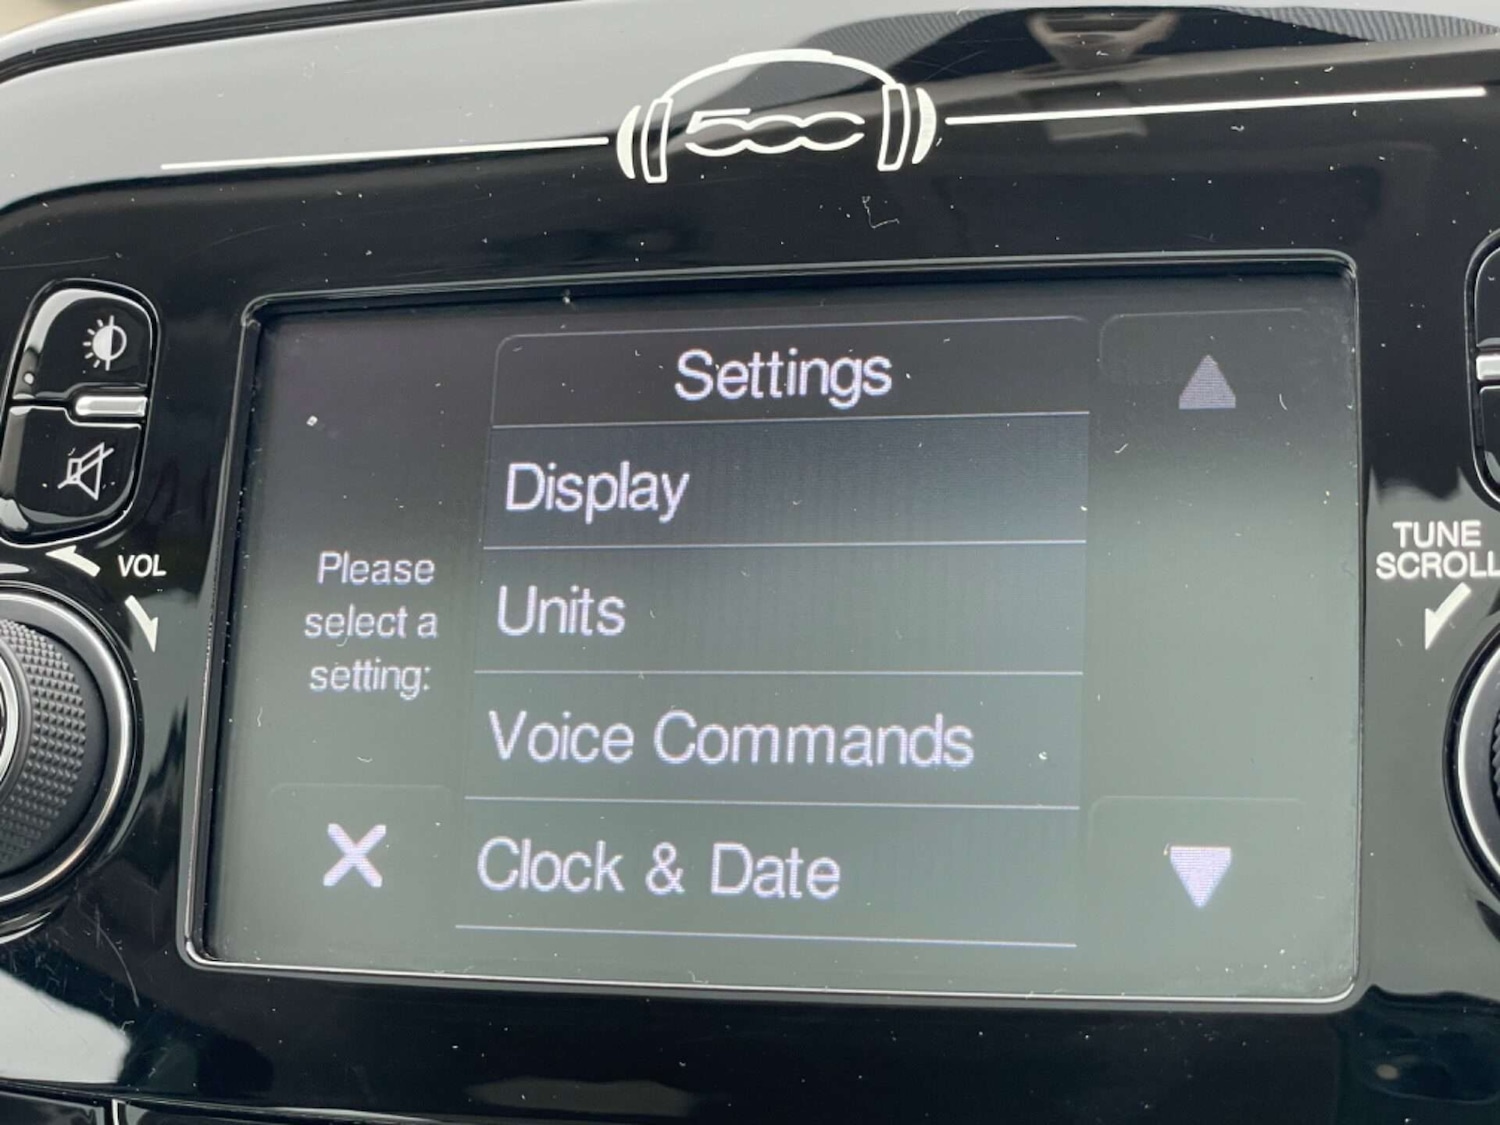 500
Settings
Display
Units
Voice Commands
Clock & Date
Please
select a
setting:
VOL
TUNE
SCROLL